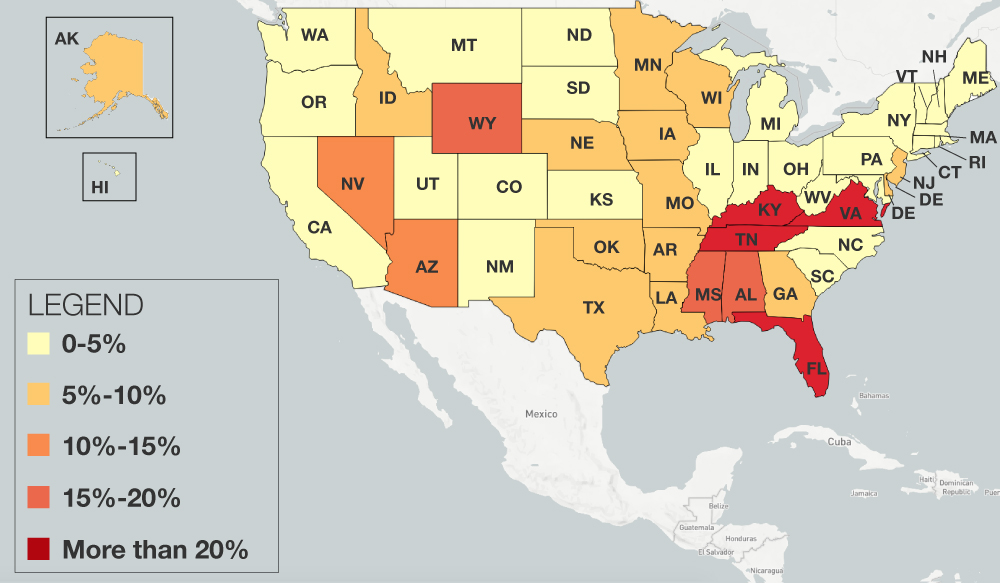 AK
HI
WA
MT
ND
MN
OR
ID
SD
WI
MI
NH
VT
ME
NY
WY
NE
IA
MA
RI
CT
PA
NV
UT
CO
IL
IN
OH
NJ
DE
WV
KS
MO
KY
VA
DE
CA
AZ
NM
OK
AR
TN
NC
SC
TX
LA
MS
AL
GA
FL
LEGEND
0-5%
5%-10%
10%-15%
15%-20%
More than 20%
Mexico
Bahamas
Cuba
Haiti
Dominican
Republic
Puer
Jamaica
Belize
Guatemala
Honduras
El Salvador
Nicaragua